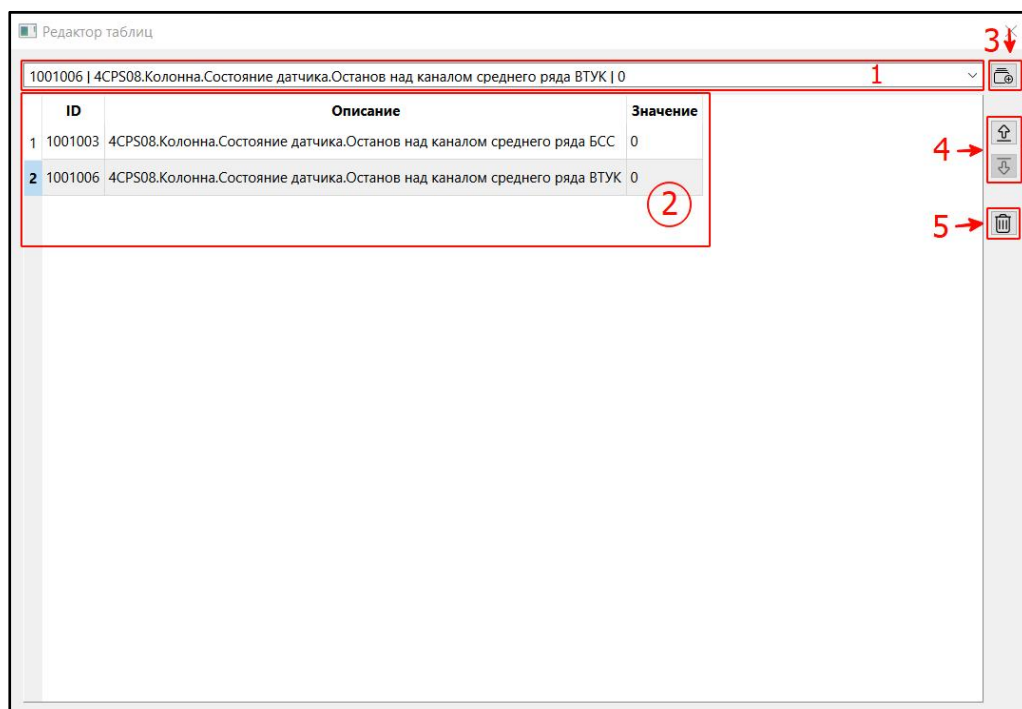 Редактор таблиц
3
1001006 | 4CPS08.Колонна.Состояние датчика.Останов над каналом среднего ряда ВТУК | 0
1
ID Описание Значение
1 1001003 4CPS08.Колонна.Состояние датчика.Останов над каналом среднего ряда БСС 0
4
2 1001006 4CPS08.Колонна.Состояние датчика.Останов над каналом среднего ряда ВТУК 0
2
5